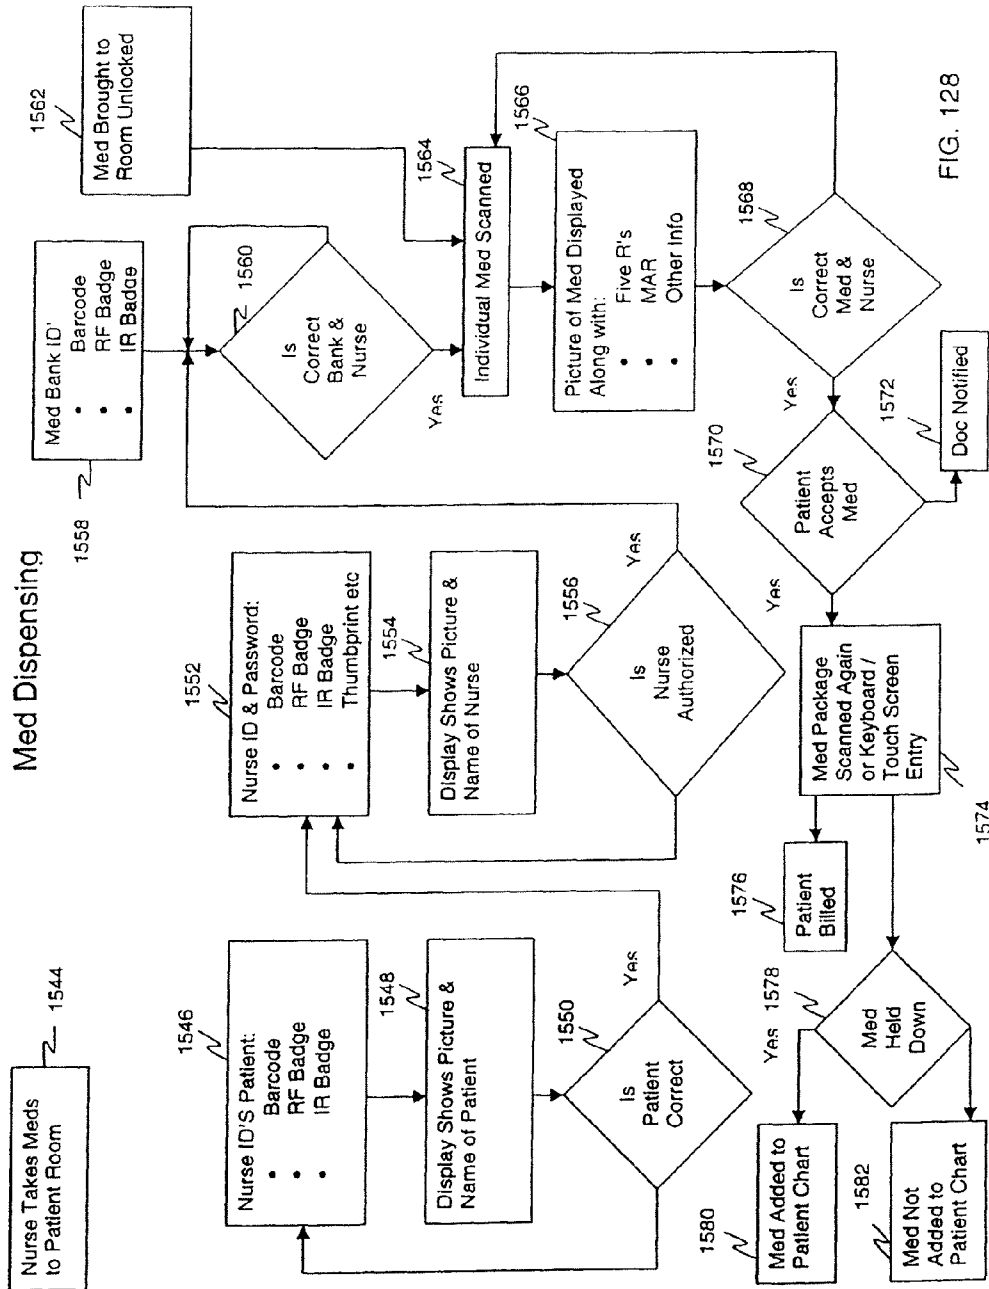 Med Dispensing
Nurse Takes Meds
to Patient Room
1544
1546
Nurse ID'S Patient:
• Barcode
• RF Badge
• IR Badge
1548
Display Shows Picture &
Name of Patient
1550
Is
Patient
Correct
Yes
1552
Nurse ID & Password:
• Barcode
• RF Badge
• IR Badge
• Thumbprint etc
1554
Display Shows Picture &
Name of Nurse
1556
Is
Nurse
Authorized
Yes
1558
Med Bank ID'
• Barcode
• RF Badge
• IR Badge
1560
Is
Correct
Bank &
Nurse
Yes
1562
Med Brought to
Room Unlocked
1564
Individual Med Scanned
1566
Picture of Med Displayed
Along with:
• Five R's
• MAR
• Other Info
1568
Is
Correct
Med &
Nurse
Yes
1570
Patient
Accepts
Med
Yes
1572
Doc Notified
Med Package
Scanned Again
or Keyboard /
Touch Screen
Entry
1574
1576
Patient
Billed
1578
Med
Held
Down
Yes
1580
Med Added to
Patient Chart
1582
Med Not
Added to
Patient Chart
FIG. 128